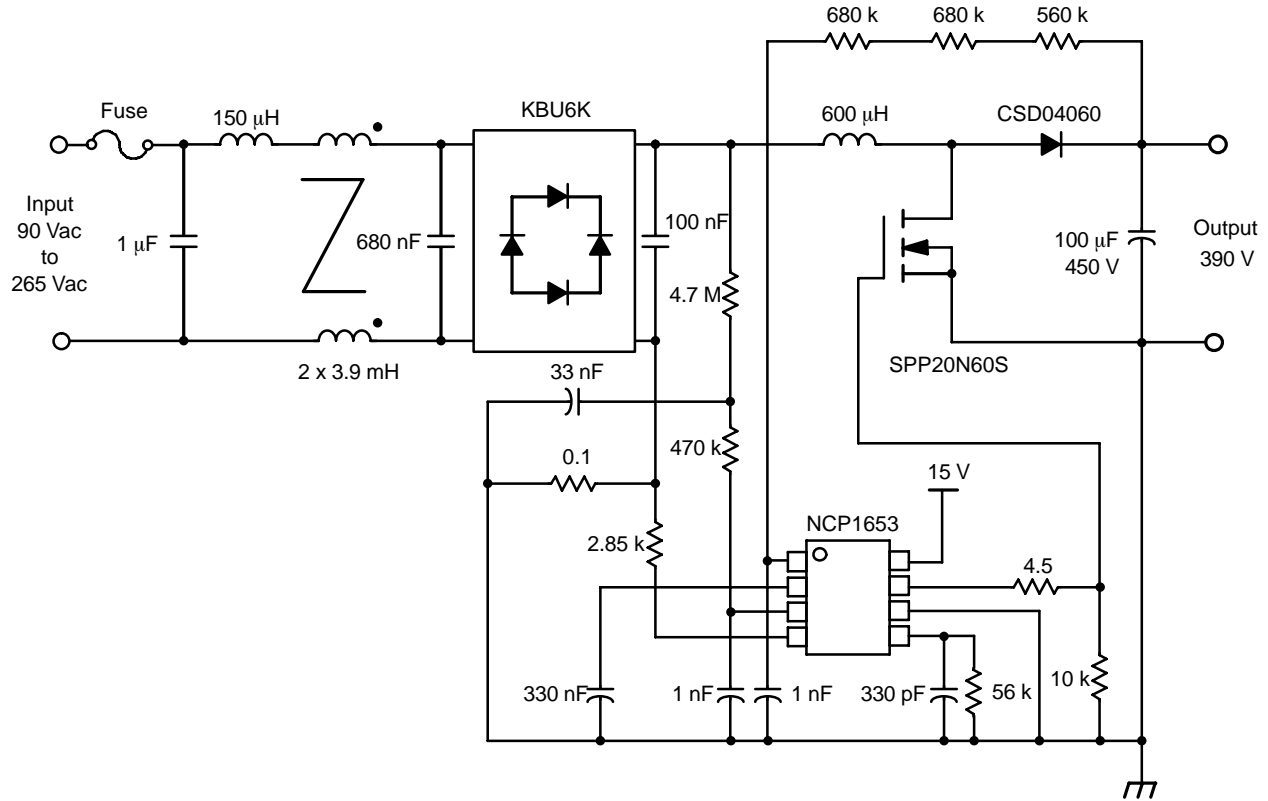 680 k
680 k
560 k
Fuse
150 μH
KBU6K
600 μH
CSD04060
Input
90 Vac
to
265 Vac
1 μF
680 nF
100 nF
4.7 M
100 μF
450 V
Output
390 V
2 x 3.9 mH
33 nF
SPP20N60S
470 k
0.1
15 V
2.85 k
NCP1653
4.5
330 nF
1 nF
1 nF
330 pF
56 k
10 k